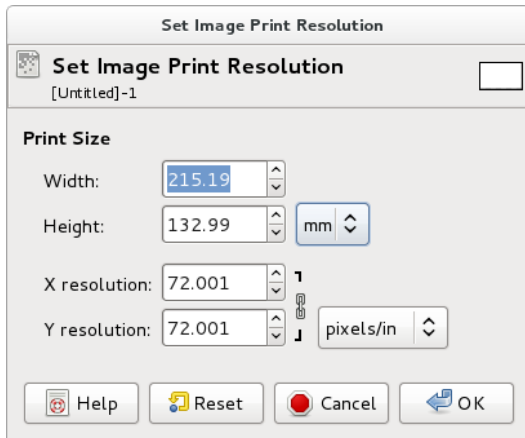 Set Image Print Resolution
Set Image Print Resolution
[Untitled]-1
Print Size
Width: 215.19
Height: 132.99 mm
X resolution: 72.001
Y resolution: 72.001 pixels/in
Help Reset Cancel OK